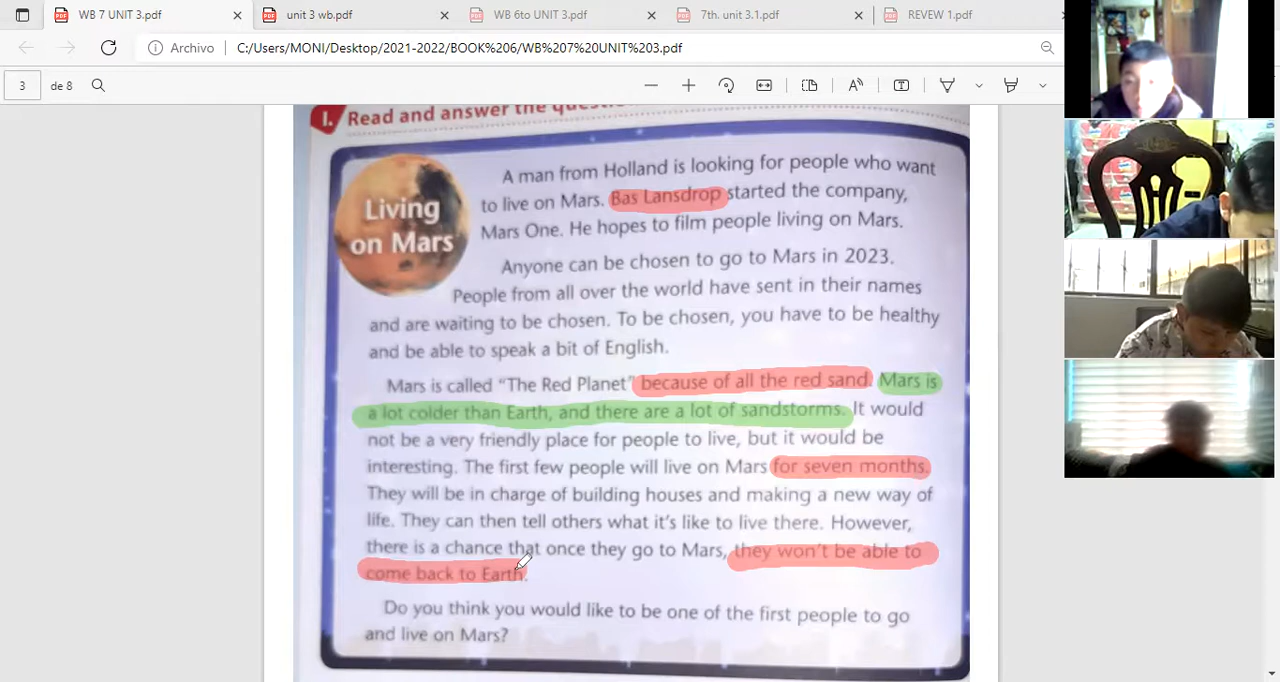 WB 7 UNIT 3.pdf
unit 3 wb.pdf
WB 6to UNIT 3.pdf
7th. unit 3.1.pdf
REVEW 1.pdf
Archivo
C:/Users/MONI/Desktop/2021-2022/BOOK%206/WB%207%20UNIT%203.pdf
3 de 8
I. Read and answer the
Living
on Mars
A man from Holland is looking for people who want
to live on Mars. Bas Lansdrop started the company,
Mars One. He hopes to film people living on Mars.
Anyone can be chosen to go to Mars in 2023.
People from all over the world have sent in their names
and are waiting to be chosen. To be chosen, you have to be healthy
and be able to speak a bit of English.
Mars is called “The Red Planet” because of all the red sand. Mars is
a lot colder than Earth, and there are a lot of sandstorms. It would
not be a very friendly place for people to live, but it would be
interesting. The first few people will live on Mars for seven months.
They will be in charge of building houses and making a new way of
life. They can then tell others what it's like to live there. However,
there is a chance that once they go to Mars, they won't be able to
come back to Earth.
Do you think you would like to be one of the first people to go
and live on Mars?